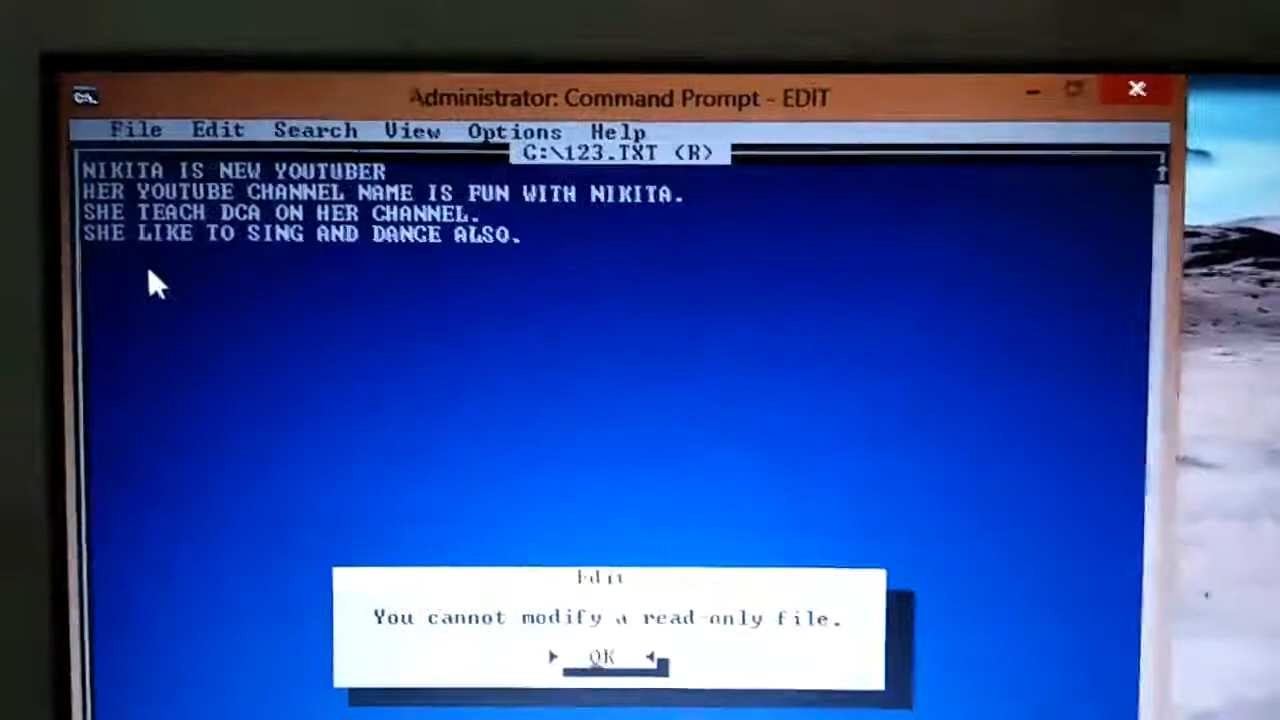 Administrator: Command Prompt - EDIT
File Edit Search View Options Help
C:\123.TXT (R)
NIKITA IS NEW YOUTUBER
HER YOUTUBE CHANNEL NAME IS FUN WITH NIKITA.
SHE TEACH DCA ON HER CHANNEL.
SHE LIKE TO SING AND DANCE ALSO.
Edit
You cannot modify a read-only file.
OK